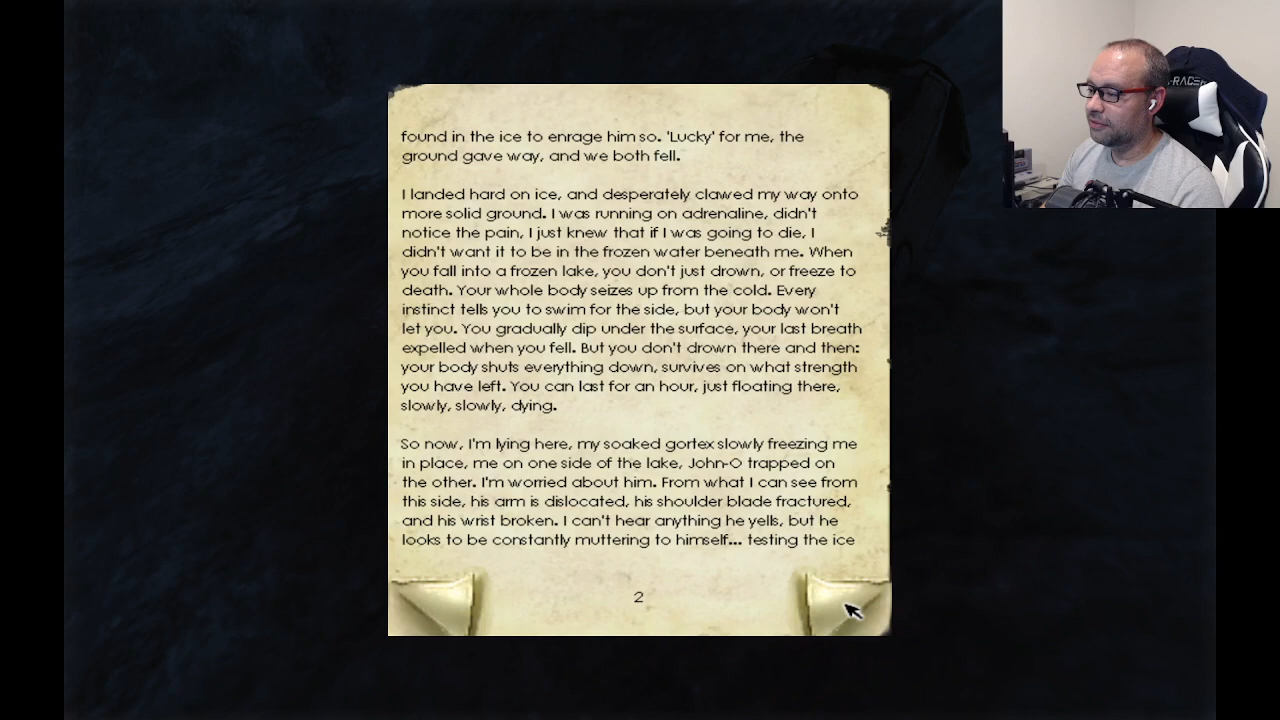 found in the ice to enrage him so. 'Lucky' for me, the
ground gave way, and we both fell.
I landed hard on ice, and desperately clawed my way onto
more solid ground. I was running on adrenaline, didn't
notice the pain, I just knew that if I was going to die, I
didn't want it to be in the frozen water beneath me. When
you fall into a frozen lake, you don't just drown, or freeze to
death. Your whole body seizes up from the cold. Every
instinct tells you to swim for the side, but your body won't
let you. You gradually dip under the surface, your last breath
expelled when you fell. But you don't drown there and then:
your body shuts everything down, survives on what strength
you have left. You can last for an hour, just floating there,
slowly, slowly, dying.
So now, I'm lying here, my soaked gortex slowly freezing me
in place, me on one side of the lake, John-O trapped on
the other. I'm worried about him. From what I can see from
this side, his arm is dislocated, his shoulder blade fractured,
and his wrist broken. I can't hear anything he yells, but he
looks to be constantly muttering to himself... testing the ice
2